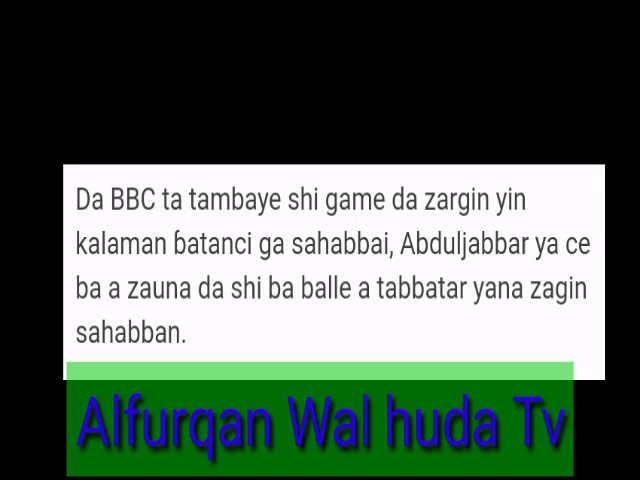 Da BBC ta tambaye shi game da zargin yin
kalaman ɓatanci ga sahabbai, Abduljabbar ya ce
ba a zauna da shi ba balle a tabbatar yana zagin
sahabban.
Alfurqan Wal huda Tv